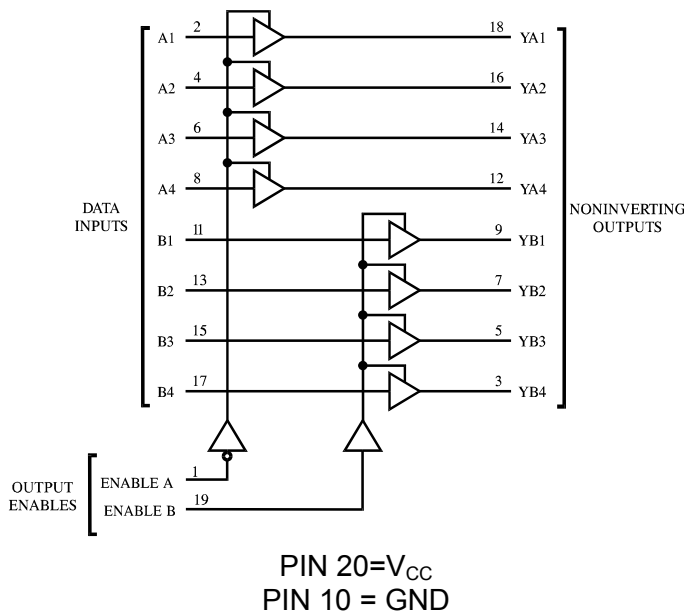 A1 2 18 YA1
A2 4 16 YA2
A3 6 14 YA3
A4 8 12 YA4
DATA
INPUTS
NONINVERTING
OUTPUTS
B1 11 9 YB1
B2 13 7 YB2
B3 15 5 YB3
B4 17 3 YB4
OUTPUT
ENABLES
ENABLE A 1
ENABLE B 19
PIN 20=VCC
PIN 10 = GND